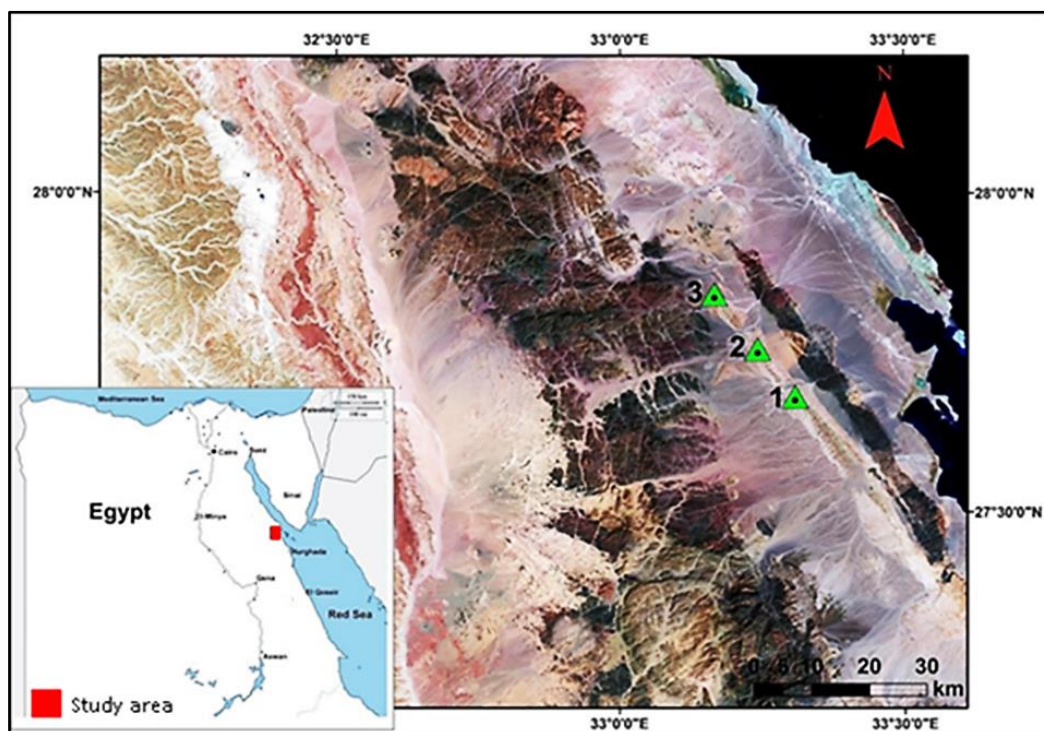 32°30'0"E
33°0'0"E
33°30'0"E
N
28°0'0"N
28°0'0"N
3
2
1
27°30'0"N
0 5 10 20 30
km
33°0'0"E
33°30'0"E
Mediterranean Sea
Palestine
Cairo
Suez
Sinai
Egypt
El-Minya
Hurghada
Qena
El Qoseir
Red Sea
Aswan
Study area